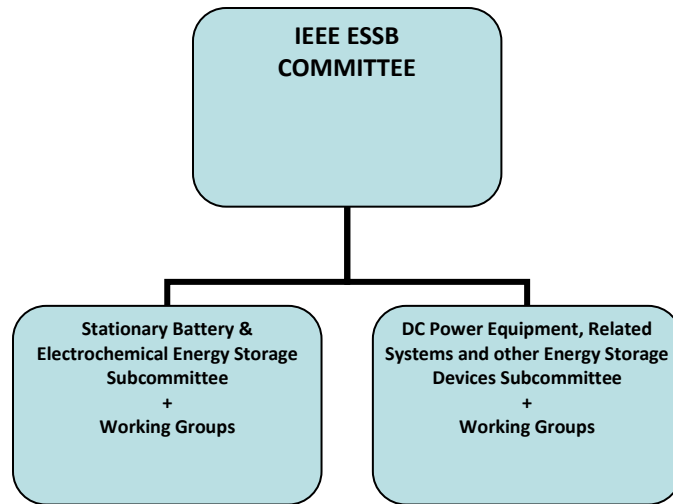 IEEE ESSB
COMMITTEE
Stationary Battery &
Electrochemical Energy Storage
Subcommittee
+
Working Groups
DC Power Equipment, Related
Systems and other Energy Storage
Devices Subcommittee
+
Working Groups